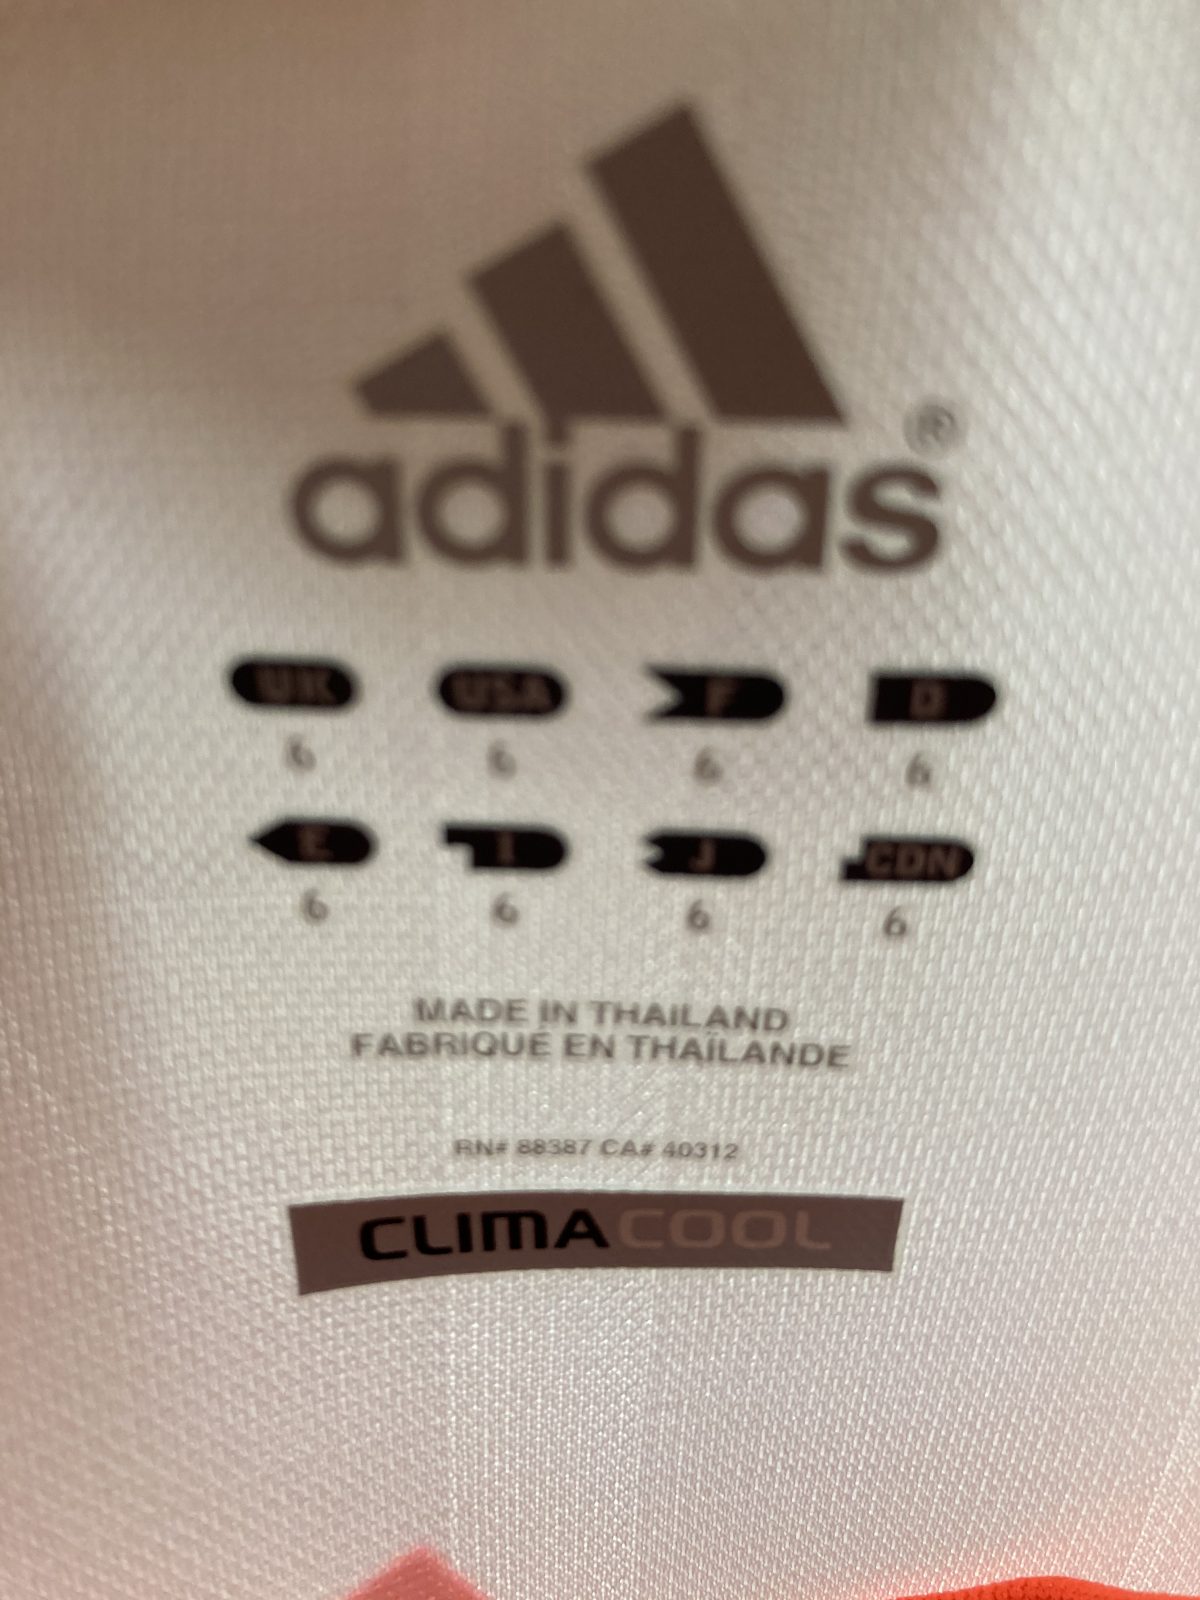 adidas®
UK USA F D
6 6 6 6
E I J CDN
6 6 6 6
MADE IN THAILAND
FABRIQUÉ EN THAÏLANDE
RN# 88387 CA# 40312
CLIMACOOL